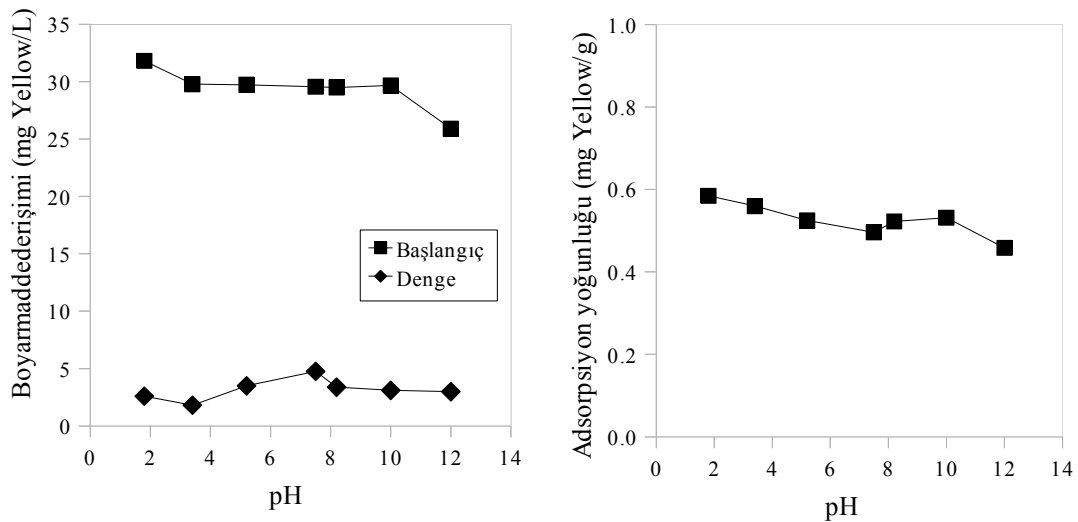 Boyarmaddederişimi (mg Yellow/L)
35
30
25
20
15
10
5
0
Başlangıç
Denge
0 2 4 6 8 10 12 14
pH
Adsorpsiyon yoğunluğu (mg Yellow/g)
1.0
0.8
0.6
0.4
0.2
0.0
0 2 4 6 8 10 12 14
pH